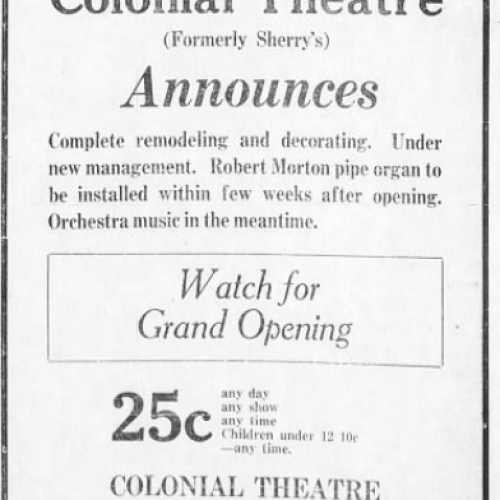 Colonial Theatre
(Formerly Sherry's)
Announces
Complete remodeling and decorating. Under
new management. Robert Morton pipe organ to
be installed within few weeks after opening.
Orchestra music in the meantime.
Watch for
Grand Opening
25c
any day
any show
any time
Children under 12 10c
—any time.
COLONIAL THEATRE